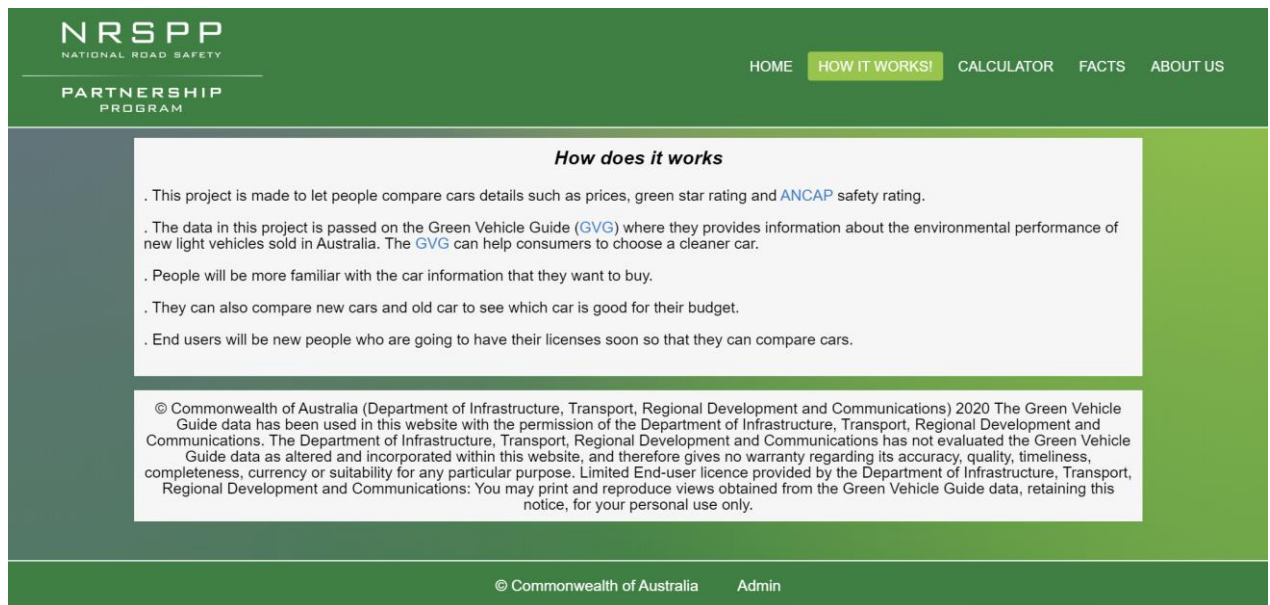 NRSPP
NATIONAL ROAD SAFETY
PARTNERSHIP
PROGRAM
HOME HOW IT WORKS! CALCULATOR FACTS ABOUT US
How does it works
. This project is made to let people compare cars details such as prices, green star rating and ANCAP safety rating.
. The data in this project is passed on the Green Vehicle Guide (GVG) where they provides information about the environmental performance of
new light vehicles sold in Australia. The GVG can help consumers to choose a cleaner car.
. People will be more familiar with the car information that they want to buy.
. They can also compare new cars and old car to see which car is good for their budget.
. End users will be new people who are going to have their licenses soon so that they can compare cars.
© Commonwealth of Australia (Department of Infrastructure, Transport, Regional Development and Communications) 2020 The Green Vehicle
Guide data has been used in this website with the permission of the Department of Infrastructure, Transport, Regional Development and
Communications. The Department of Infrastructure, Transport, Regional Development and Communications has not evaluated the Green Vehicle
Guide data as altered and incorporated within this website, and therefore gives no warranty regarding its accuracy, quality, timeliness,
completeness, currency or suitability for any particular purpose. Limited End-user licence provided by the Department of Infrastructure, Transport,
Regional Development and Communications: You may print and reproduce views obtained from the Green Vehicle Guide data, retaining this
notice, for your personal use only.
© Commonwealth of Australia Admin